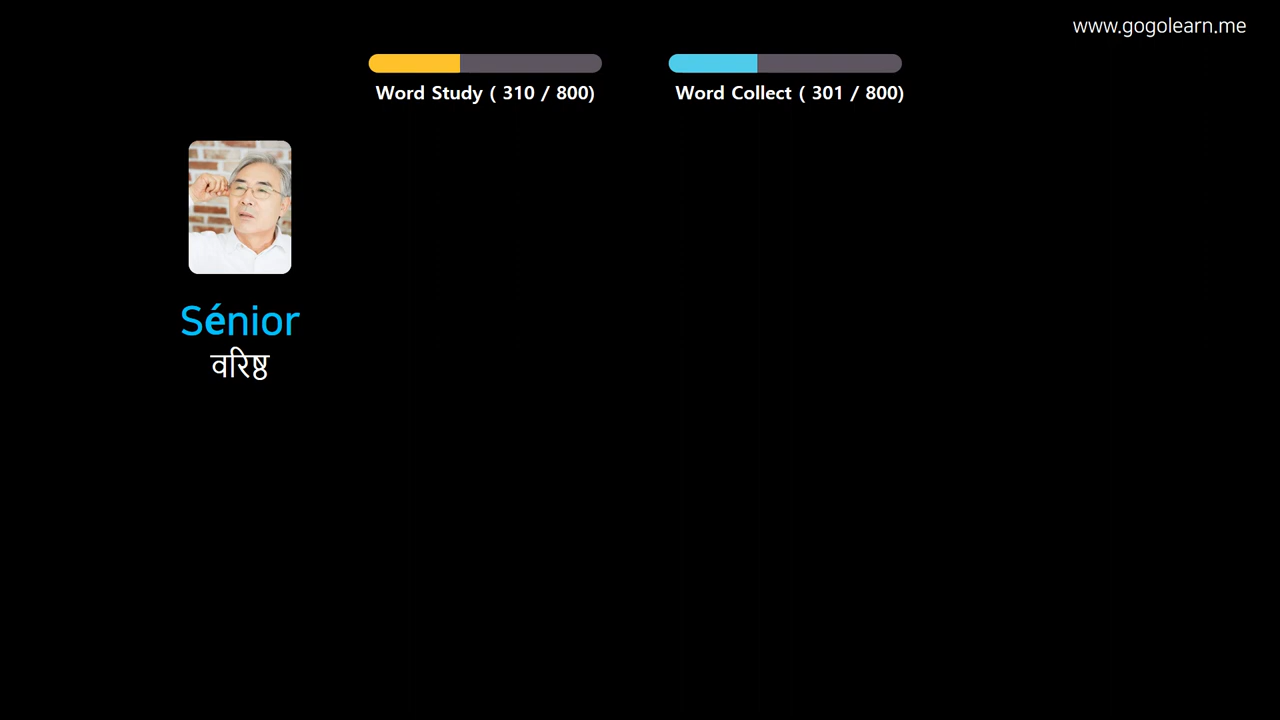 www.gogolearn.me
Word Study ( 310 / 800)
Word Collect ( 301 / 800)
Sénior
वरिष्ठ